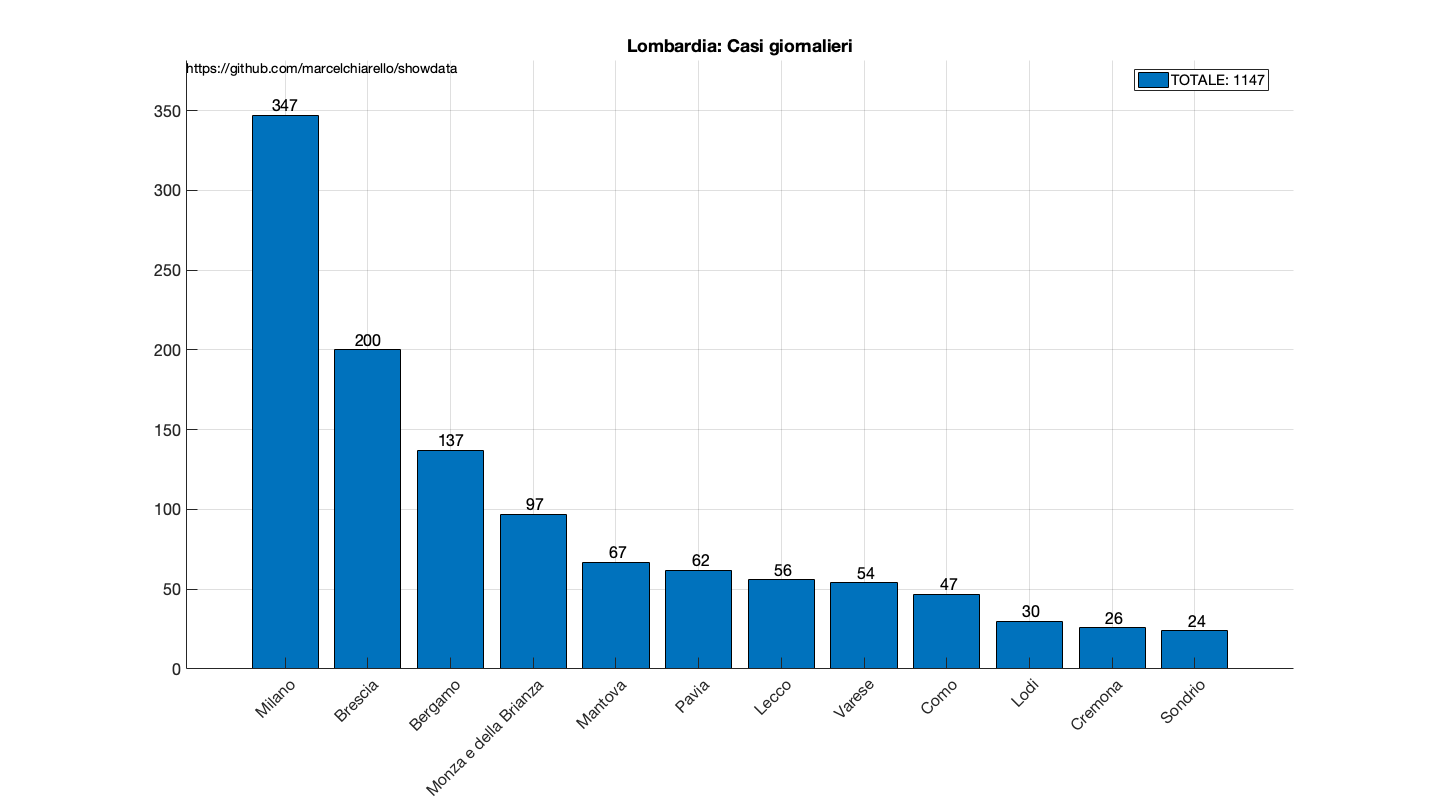 Lombardia: Casi giornalieri
https://github.com/marcelchiarello/showdata
TOTALE: 1147
350
300
250
200
150
100
50
0
347
200
137
97
67
62
56
54
47
30
26
24
Milano
Brescia
Bergamo
Monza e della Brianza
Mantova
Pavia
Lecco
Varese
Como
Lodi
Cremona
Sondrio